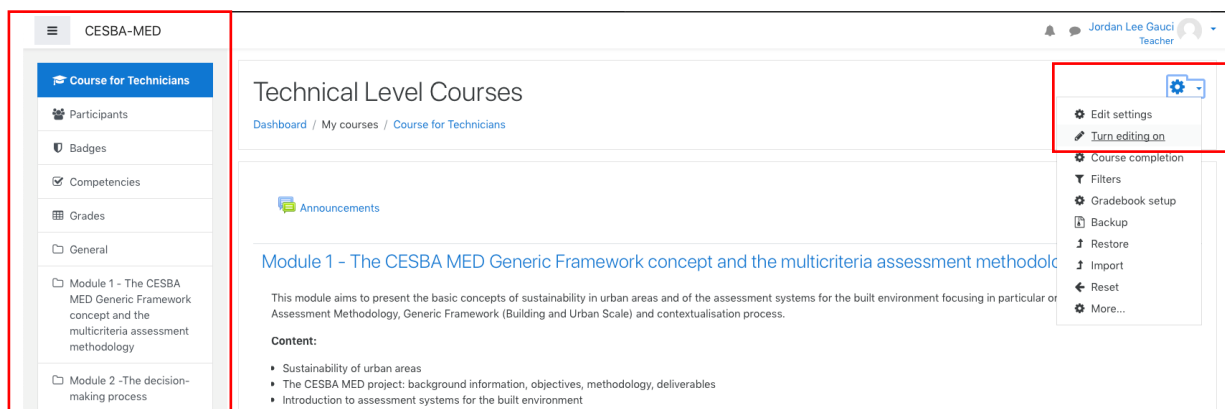 CESBA-MED
Jordan Lee Gauci
Teacher
Course for Technicians
Participants
Badges
Competencies
Grades
General
Module 1 - The CESBA
MED Generic Framework
concept and the
multicriteria assessment
methodology
Module 2 -The decision-
making process
Technical Level Courses
Dashboard / My courses / Course for Technicians
Edit settings
Turn editing on
Course completion
Filters
Gradebook setup
Backup
Restore
Import
Reset
More...
Announcements
Module 1 - The CESBA MED Generic Framework concept and the multicriteria assessment
This module aims to present the basic concepts of sustainability in urban areas and of the assessment systems for the built environment focusing in particular
Assessment Methodology, Generic Framework (Building and Urban Scale) and contextualisation process.
Content:
Sustainability of urban areas
The CESBA MED project: background information, objectives, methodology, deliverables
Introduction to assessment systems for the built environment